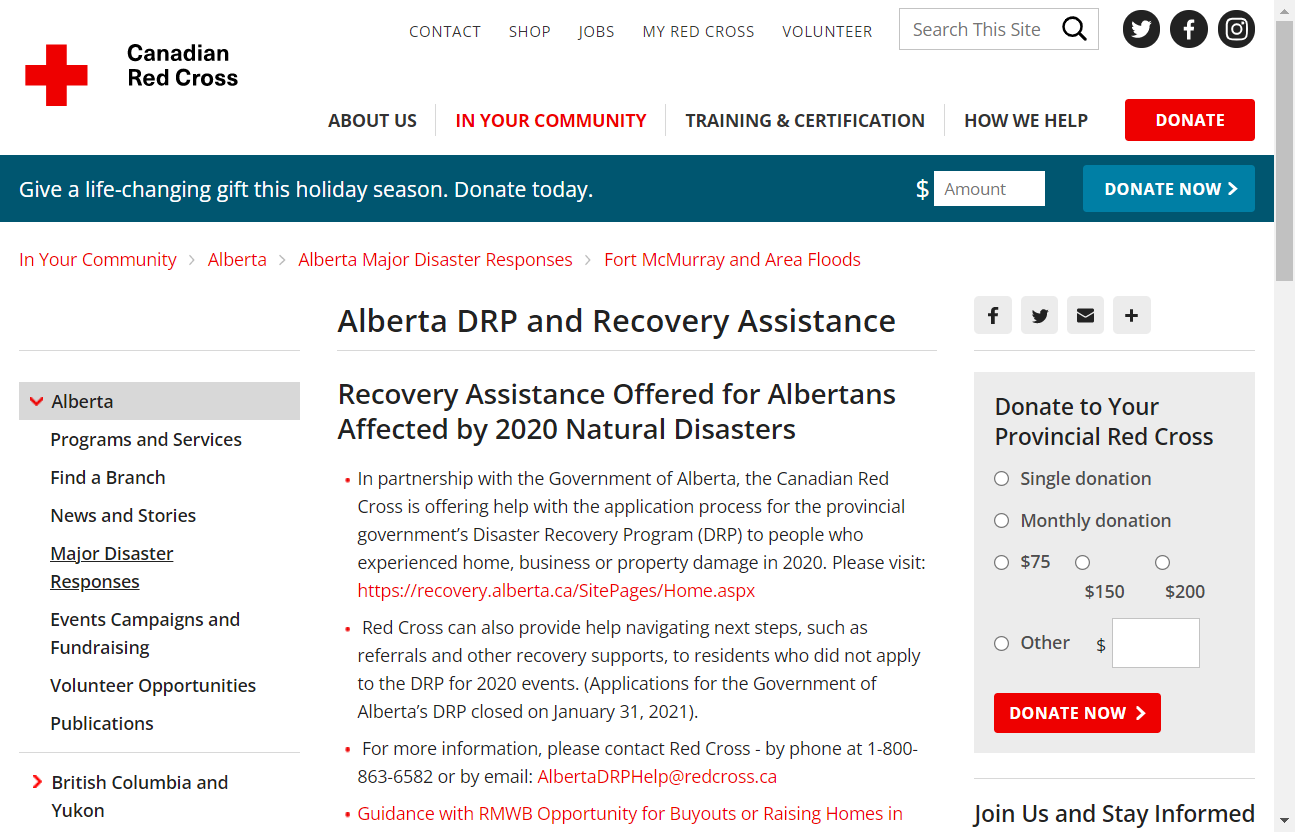 CONTACT SHOP JOBS MY RED CROSS VOLUNTEER Search This Site
Canadian
Red Cross
ABOUT US IN YOUR COMMUNITY TRAINING & CERTIFICATION HOW WE HELP DONATE
Give a life-changing gift this holiday season. Donate today. $ Amount DONATE NOW
In Your Community Alberta Alberta Major Disaster Responses Fort McMurray and Area Floods
Alberta
Programs and Services
Find a Branch
News and Stories
Major Disaster
Responses
Events Campaigns and
Fundraising
Volunteer Opportunities
Publications
British Columbia and
Yukon
Alberta DRP and Recovery Assistance
Recovery Assistance Offered for Albertans
Affected by 2020 Natural Disasters
• In partnership with the Government of Alberta, the Canadian Red
Cross is offering help with the application process for the provincial
government’s Disaster Recovery Program (DRP) to people who
experienced home, business or property damage in 2020. Please visit:
https://recovery.alberta.ca/SitePages/Home.aspx
• Red Cross can also provide help navigating next steps, such as
referrals and other recovery supports, to residents who did not apply
to the DRP for 2020 events. (Applications for the Government of
Alberta’s DRP closed on January 31, 2021).
• For more information, please contact Red Cross - by phone at 1-800-
863-6582 or by email: AlbertaDRPHelp@redcross.ca
• Guidance with RMWB Opportunity for Buyouts or Raising Homes in
Donate to Your
Provincial Red Cross
Single donation
Monthly donation
$75
$150 $200
Other $
DONATE NOW
Join Us and Stay Informed